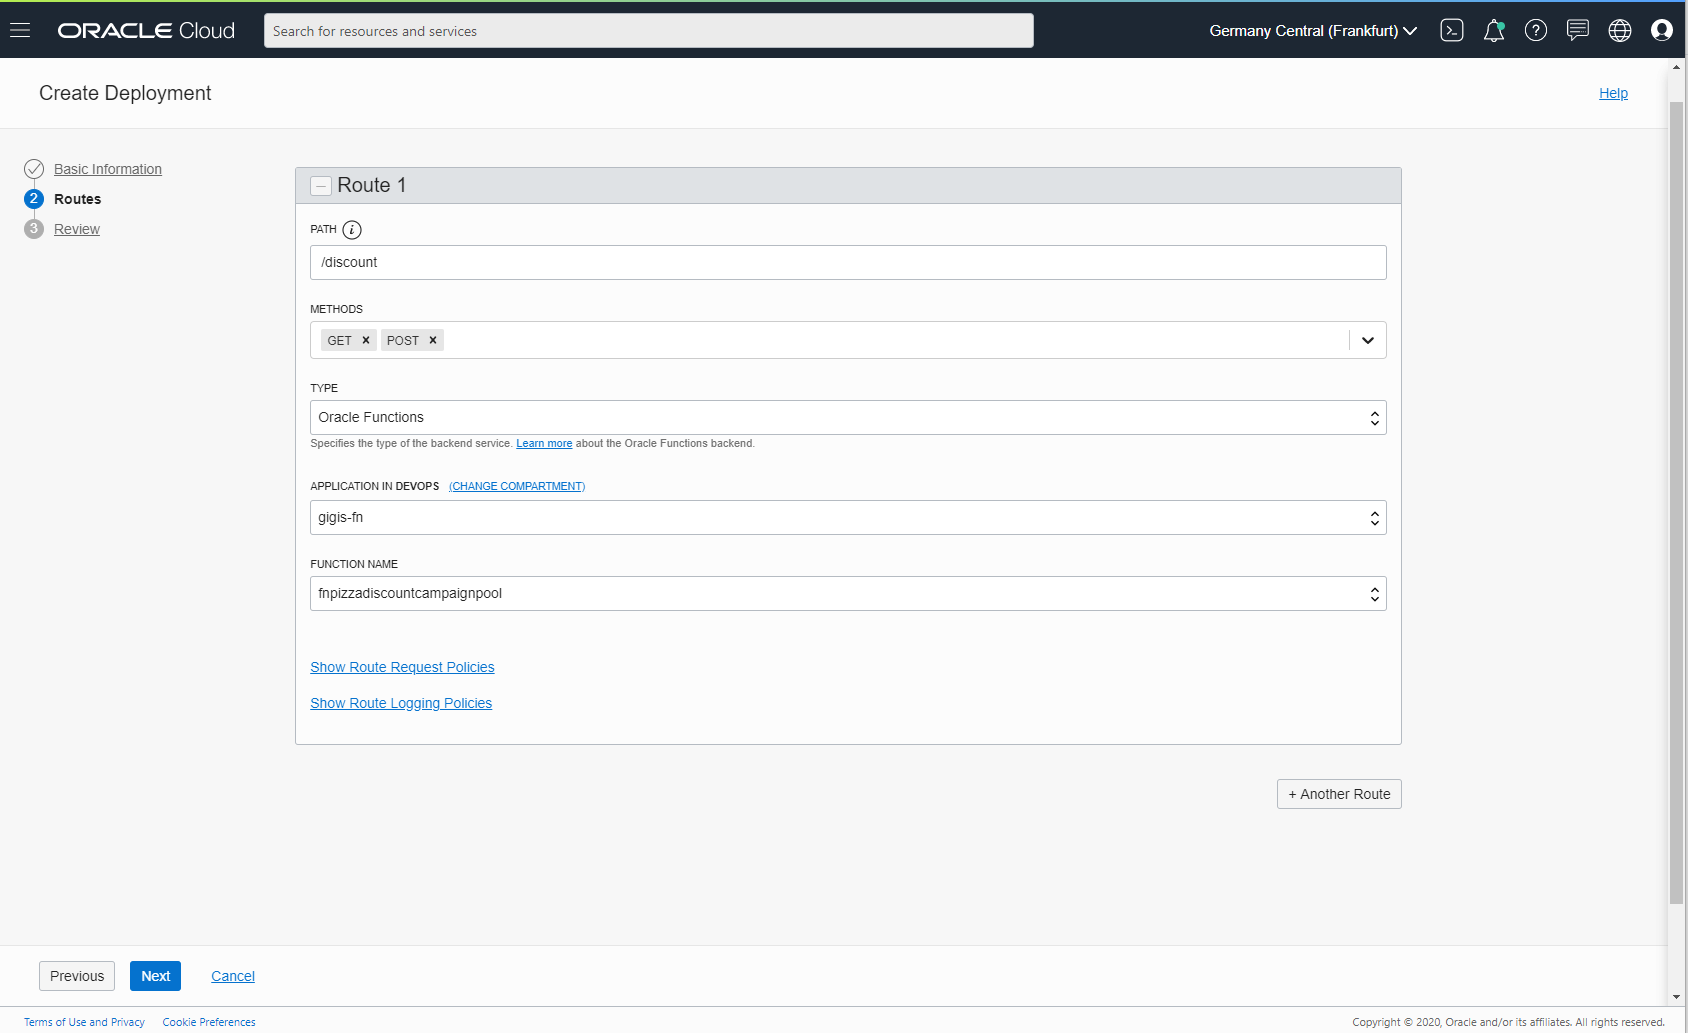 ORACLE Cloud
Search for resources and services
Germany Central (Frankfurt)
Create Deployment
Help
Basic Information
2 Routes
3 Review
Route 1
PATH
/discount
METHODS
GET × POST ×
TYPE
Oracle Functions
Specifies the type of the backend service. Learn more about the Oracle Functions backend.
APPLICATION IN DEVOPS (CHANGE COMPARTMENT)
gigis-fn
FUNCTION NAME
fnpizzadiscountcampaignpool
Show Route Request Policies
Show Route Logging Policies
+ Another Route
Previous Next Cancel
Terms of Use and Privacy Cookie Preferences
Copyright © 2020, Oracle and/or its affiliates. All rights reserved.